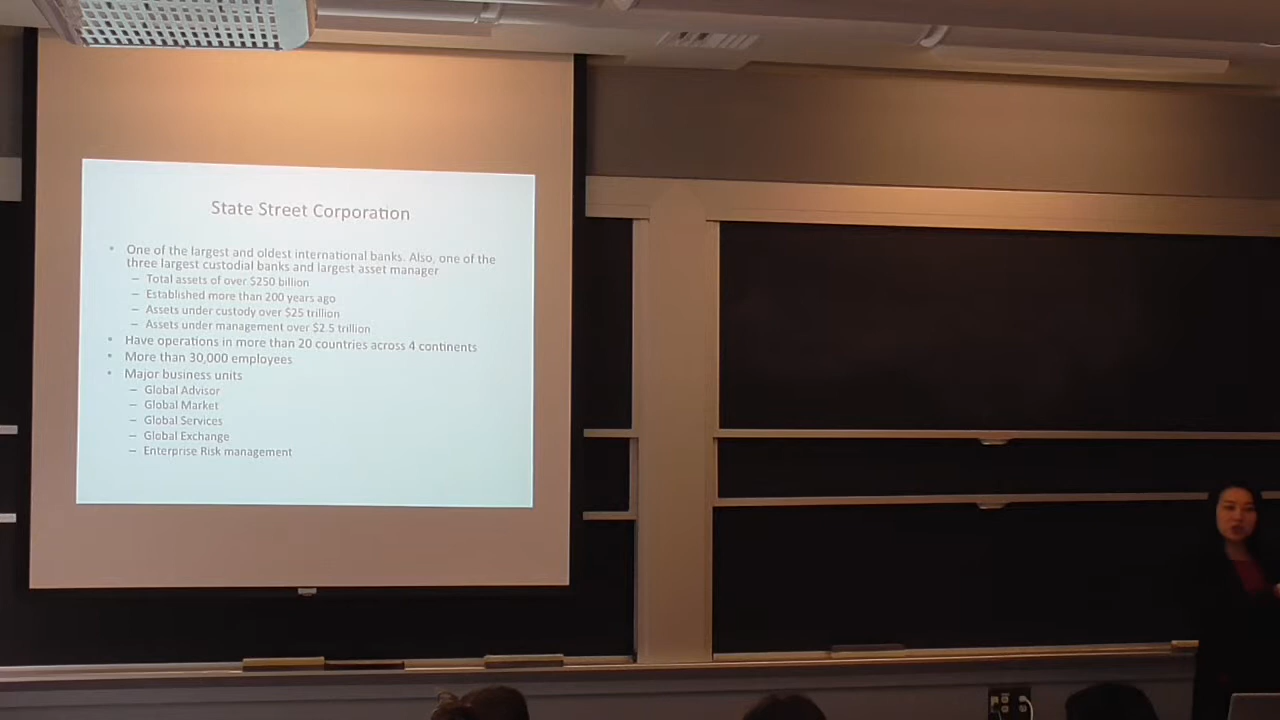 State Street Corporation
• One of the largest and oldest international banks. Also, one of the
three largest custodial banks and largest asset manager
– Total assets of over $250 billion
– Established more than 200 years ago
– Assets under custody over $25 trillion
– Assets under management over $2.5 trillion
• Have operations in more than 20 countries across 4 continents
• More than 30,000 employees
• Major business units
– Global Advisor
– Global Market
– Global Services
– Global Exchange
– Enterprise Risk management